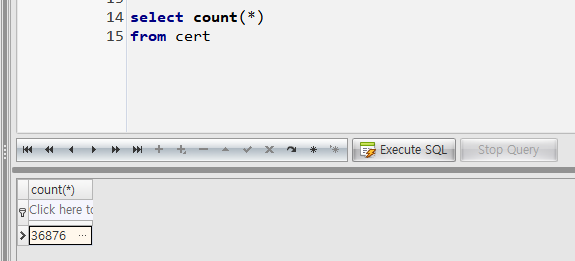 14 select count(*)
15 from cert
Execute SQL Stop Query
count(*)
Click here to
36876 ...